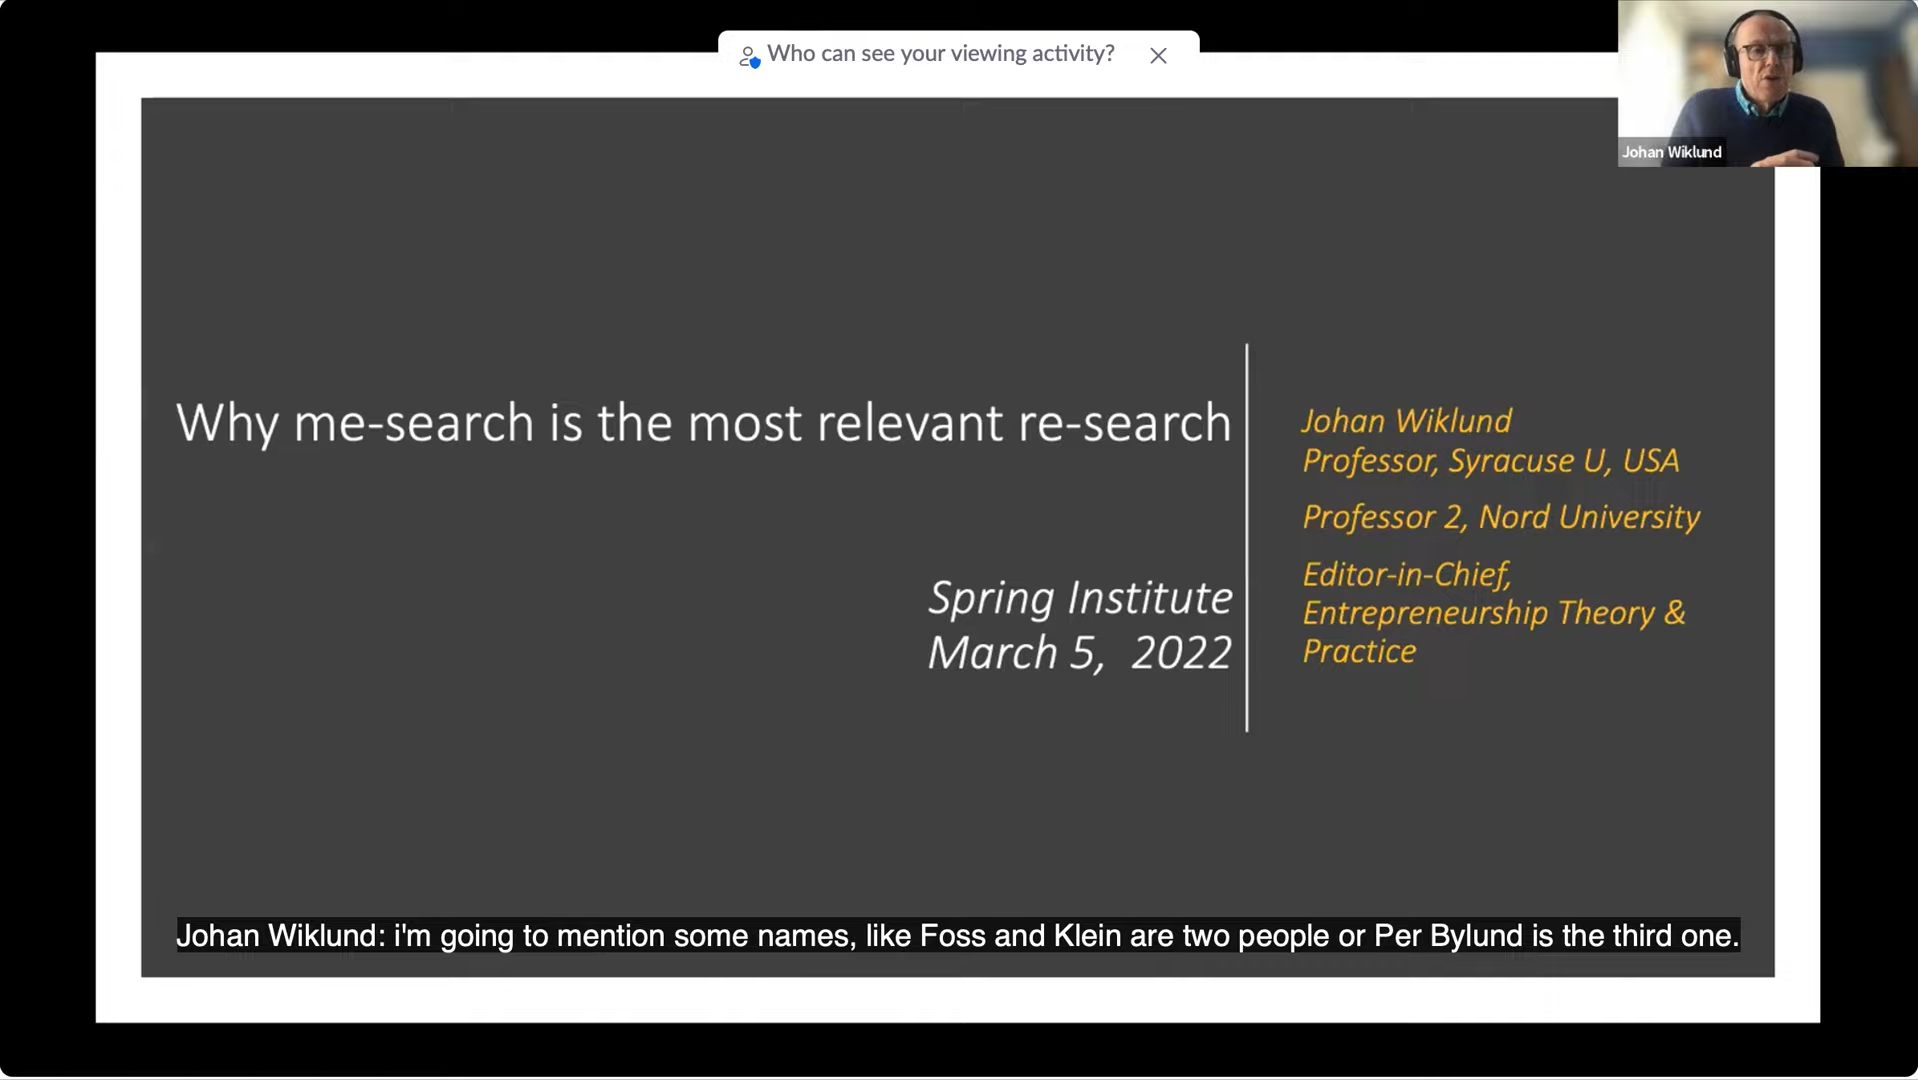 Who can see your viewing activity?
Johan Wiklund
Why me-search is the most relevant re-search
Spring Institute
March 5, 2022
Johan Wiklund
Professor, Syracuse U, USA
Professor 2, Nord University
Editor-in-Chief,
Entrepreneurship Theory &
Practice
Johan Wiklund: i'm going to mention some names, like Foss and Klein are two people or Per Bylund is the third one.